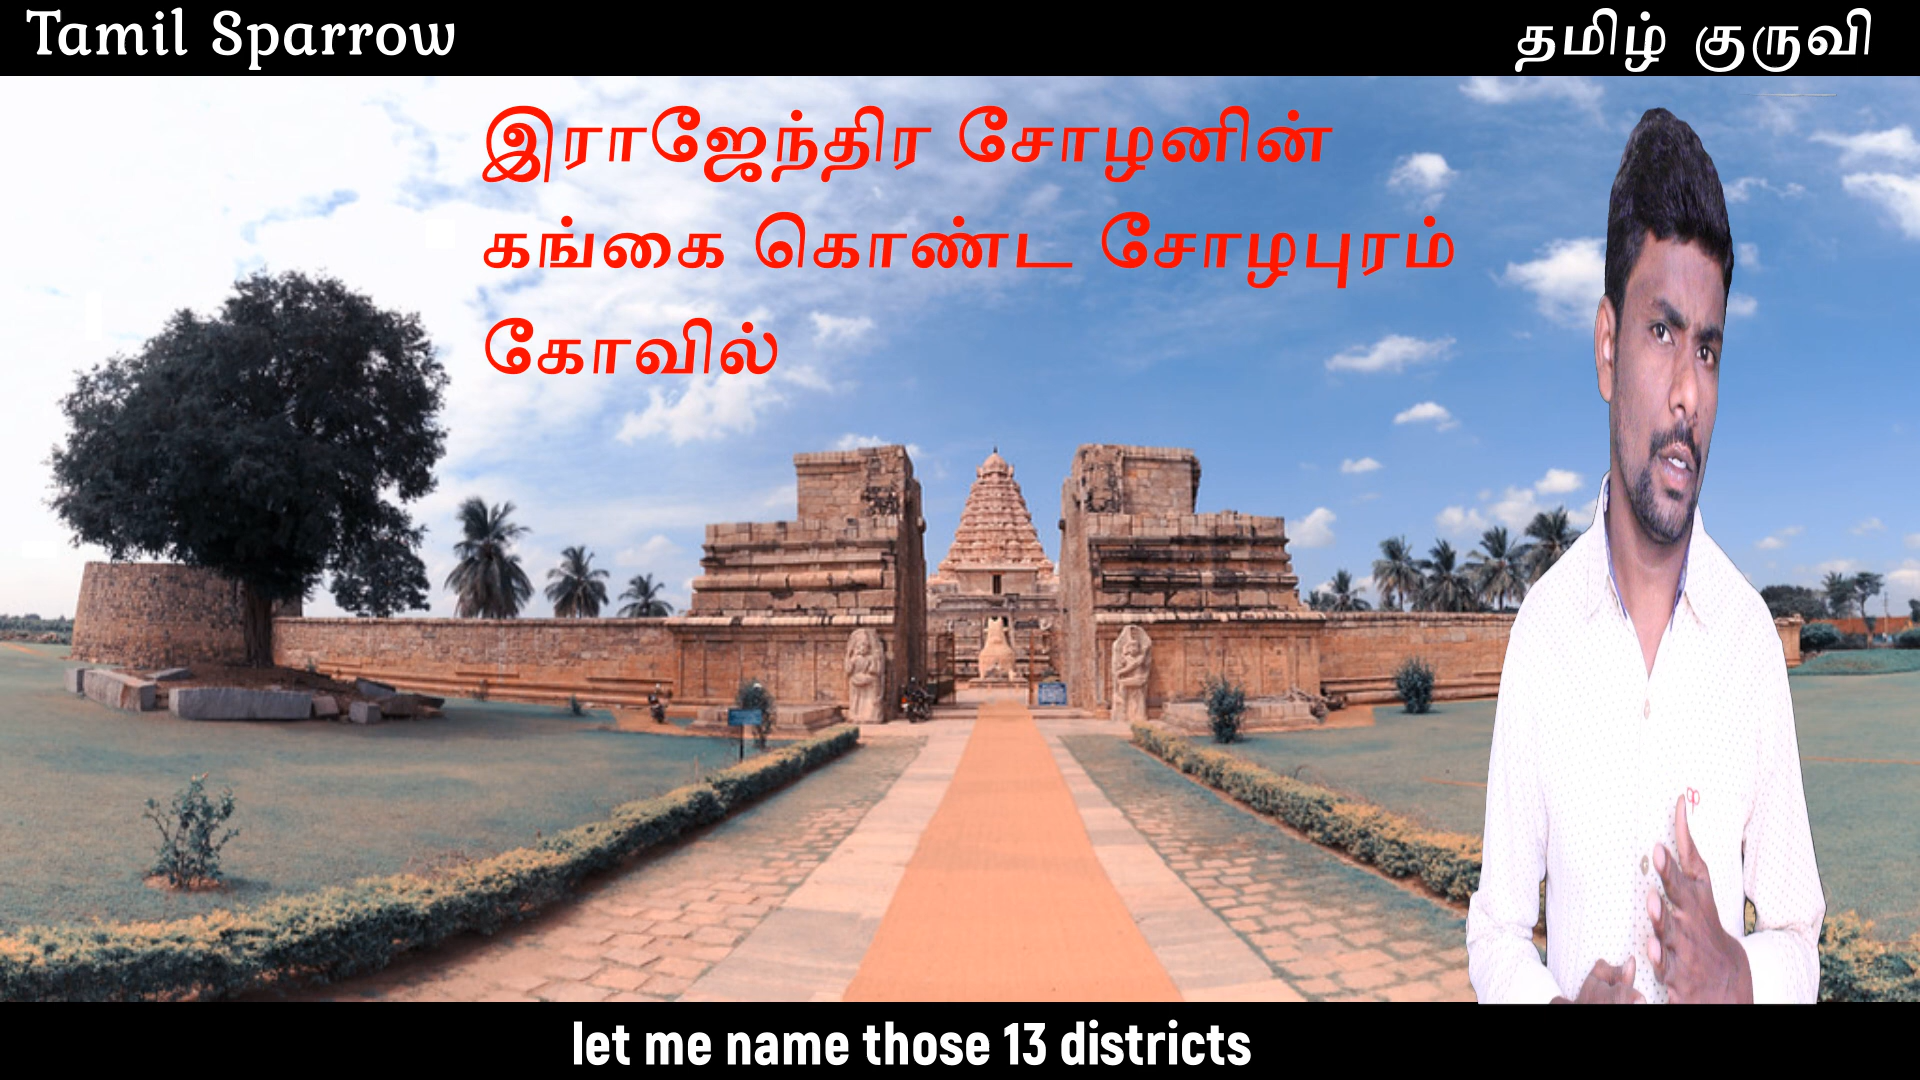 Tamil Sparrow
தமிழ் குருவி
இராஜேந்திர சோழனின்
கங்கை கொண்ட சோழபுரம்
கோவில்
let me name those 13 districts